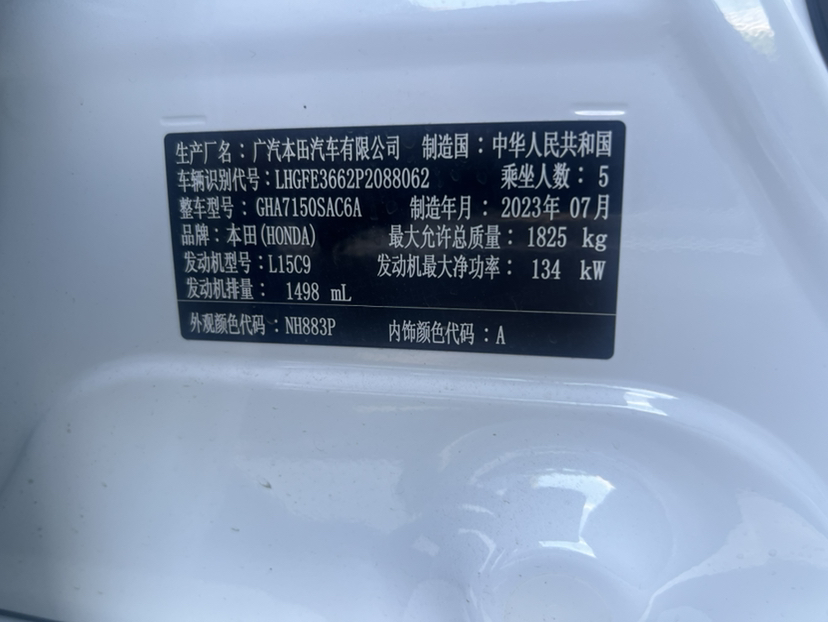 生产厂名：广汽本田汽车有限公司 制造国：中华人民共和国
车辆识别代号：LHGFE3662P2088062 乘坐人数：5
整车型号：GHA7150SAC6A 制造年月：2023年07月
品牌：本田(HONDA) 最大允许总质量：1825 kg
发动机型号：L15C9 发动机最大净功率：134 kW
发动机排量：1498 mL
外观颜色代码：NH883P 内饰颜色代码：A